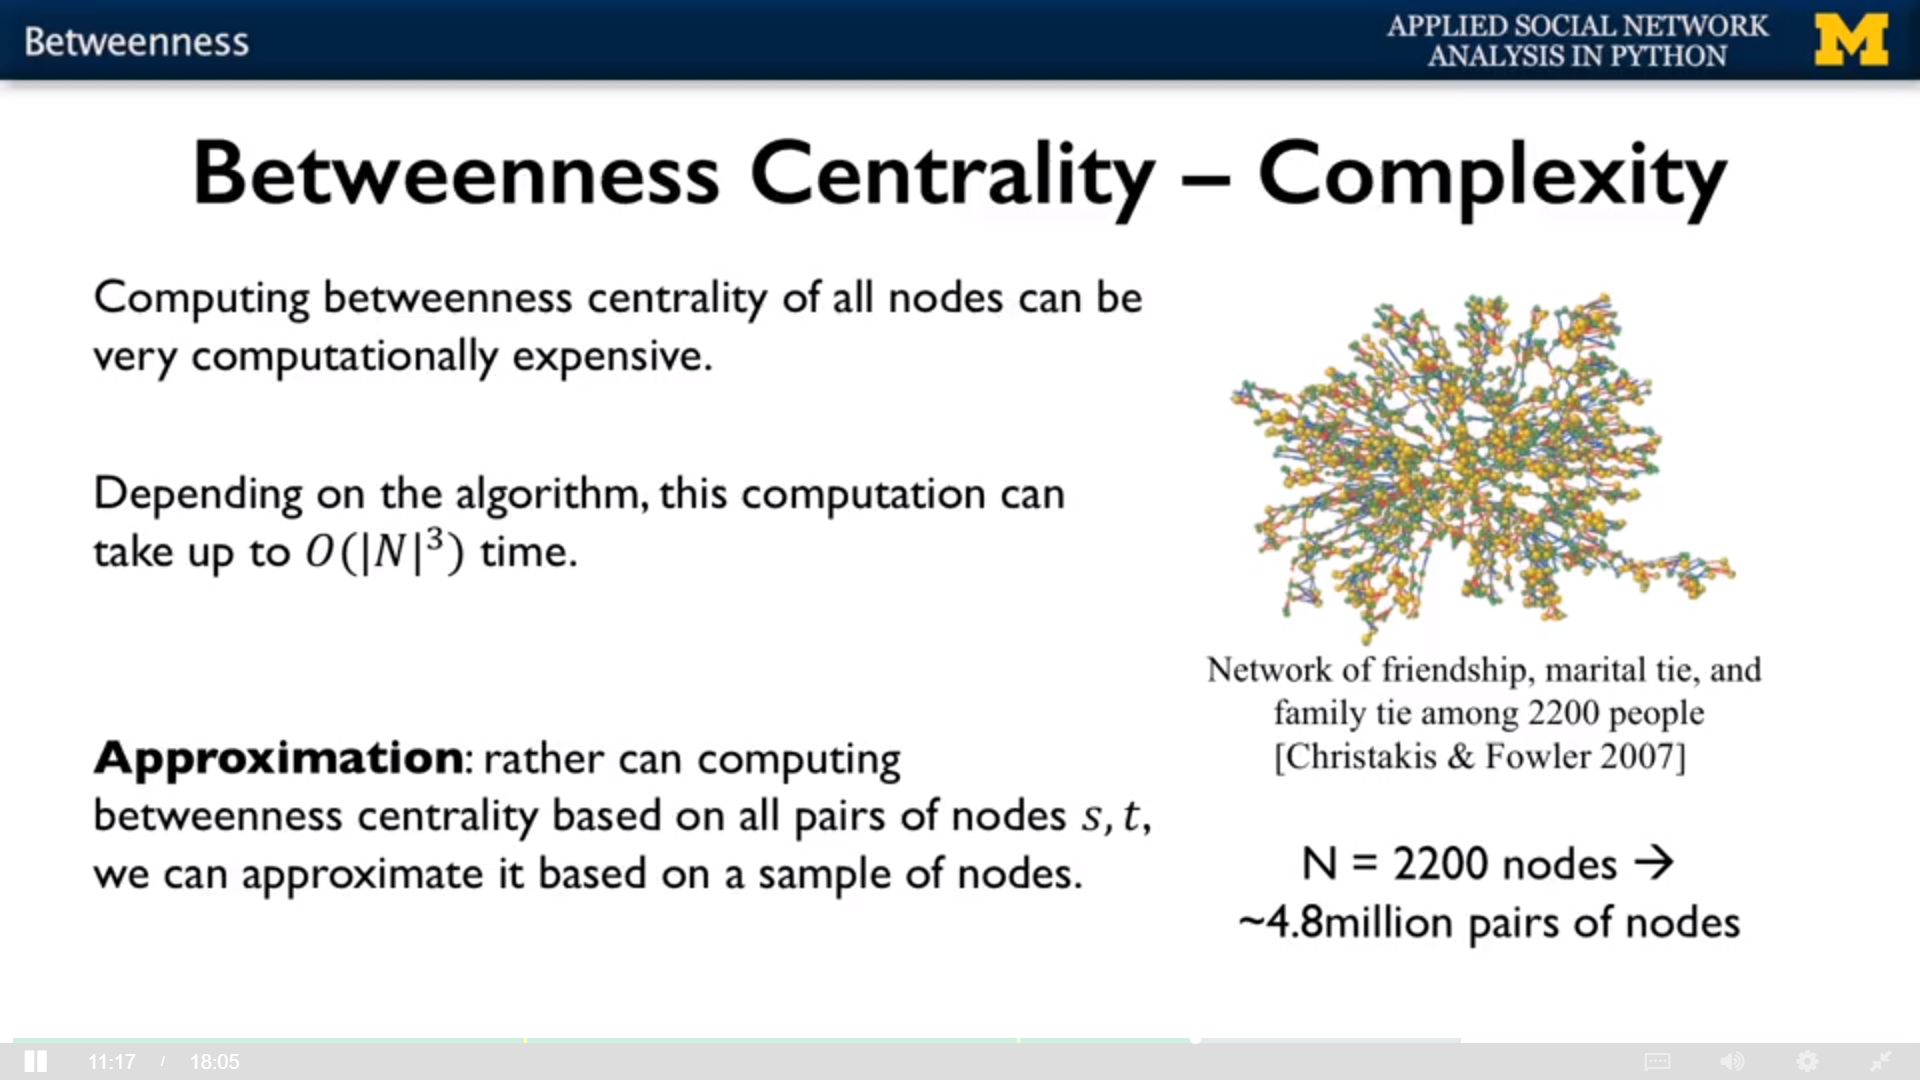 Betweenness
APPLIED SOCIAL NETWORK
ANALYSIS IN PYTHON
M
Betweenness Centrality – Complexity
Computing betweenness centrality of all nodes can be
very computationally expensive.
Depending on the algorithm, this computation can
take up to O(|N|³) time.
Approximation: rather can computing
betweenness centrality based on all pairs of nodes s, t,
we can approximate it based on a sample of nodes.
Network of friendship, marital tie, and
family tie among 2200 people
[Christakis & Fowler 2007]
N = 2200 nodes →
~4.8million pairs of nodes
11:17 / 18:05